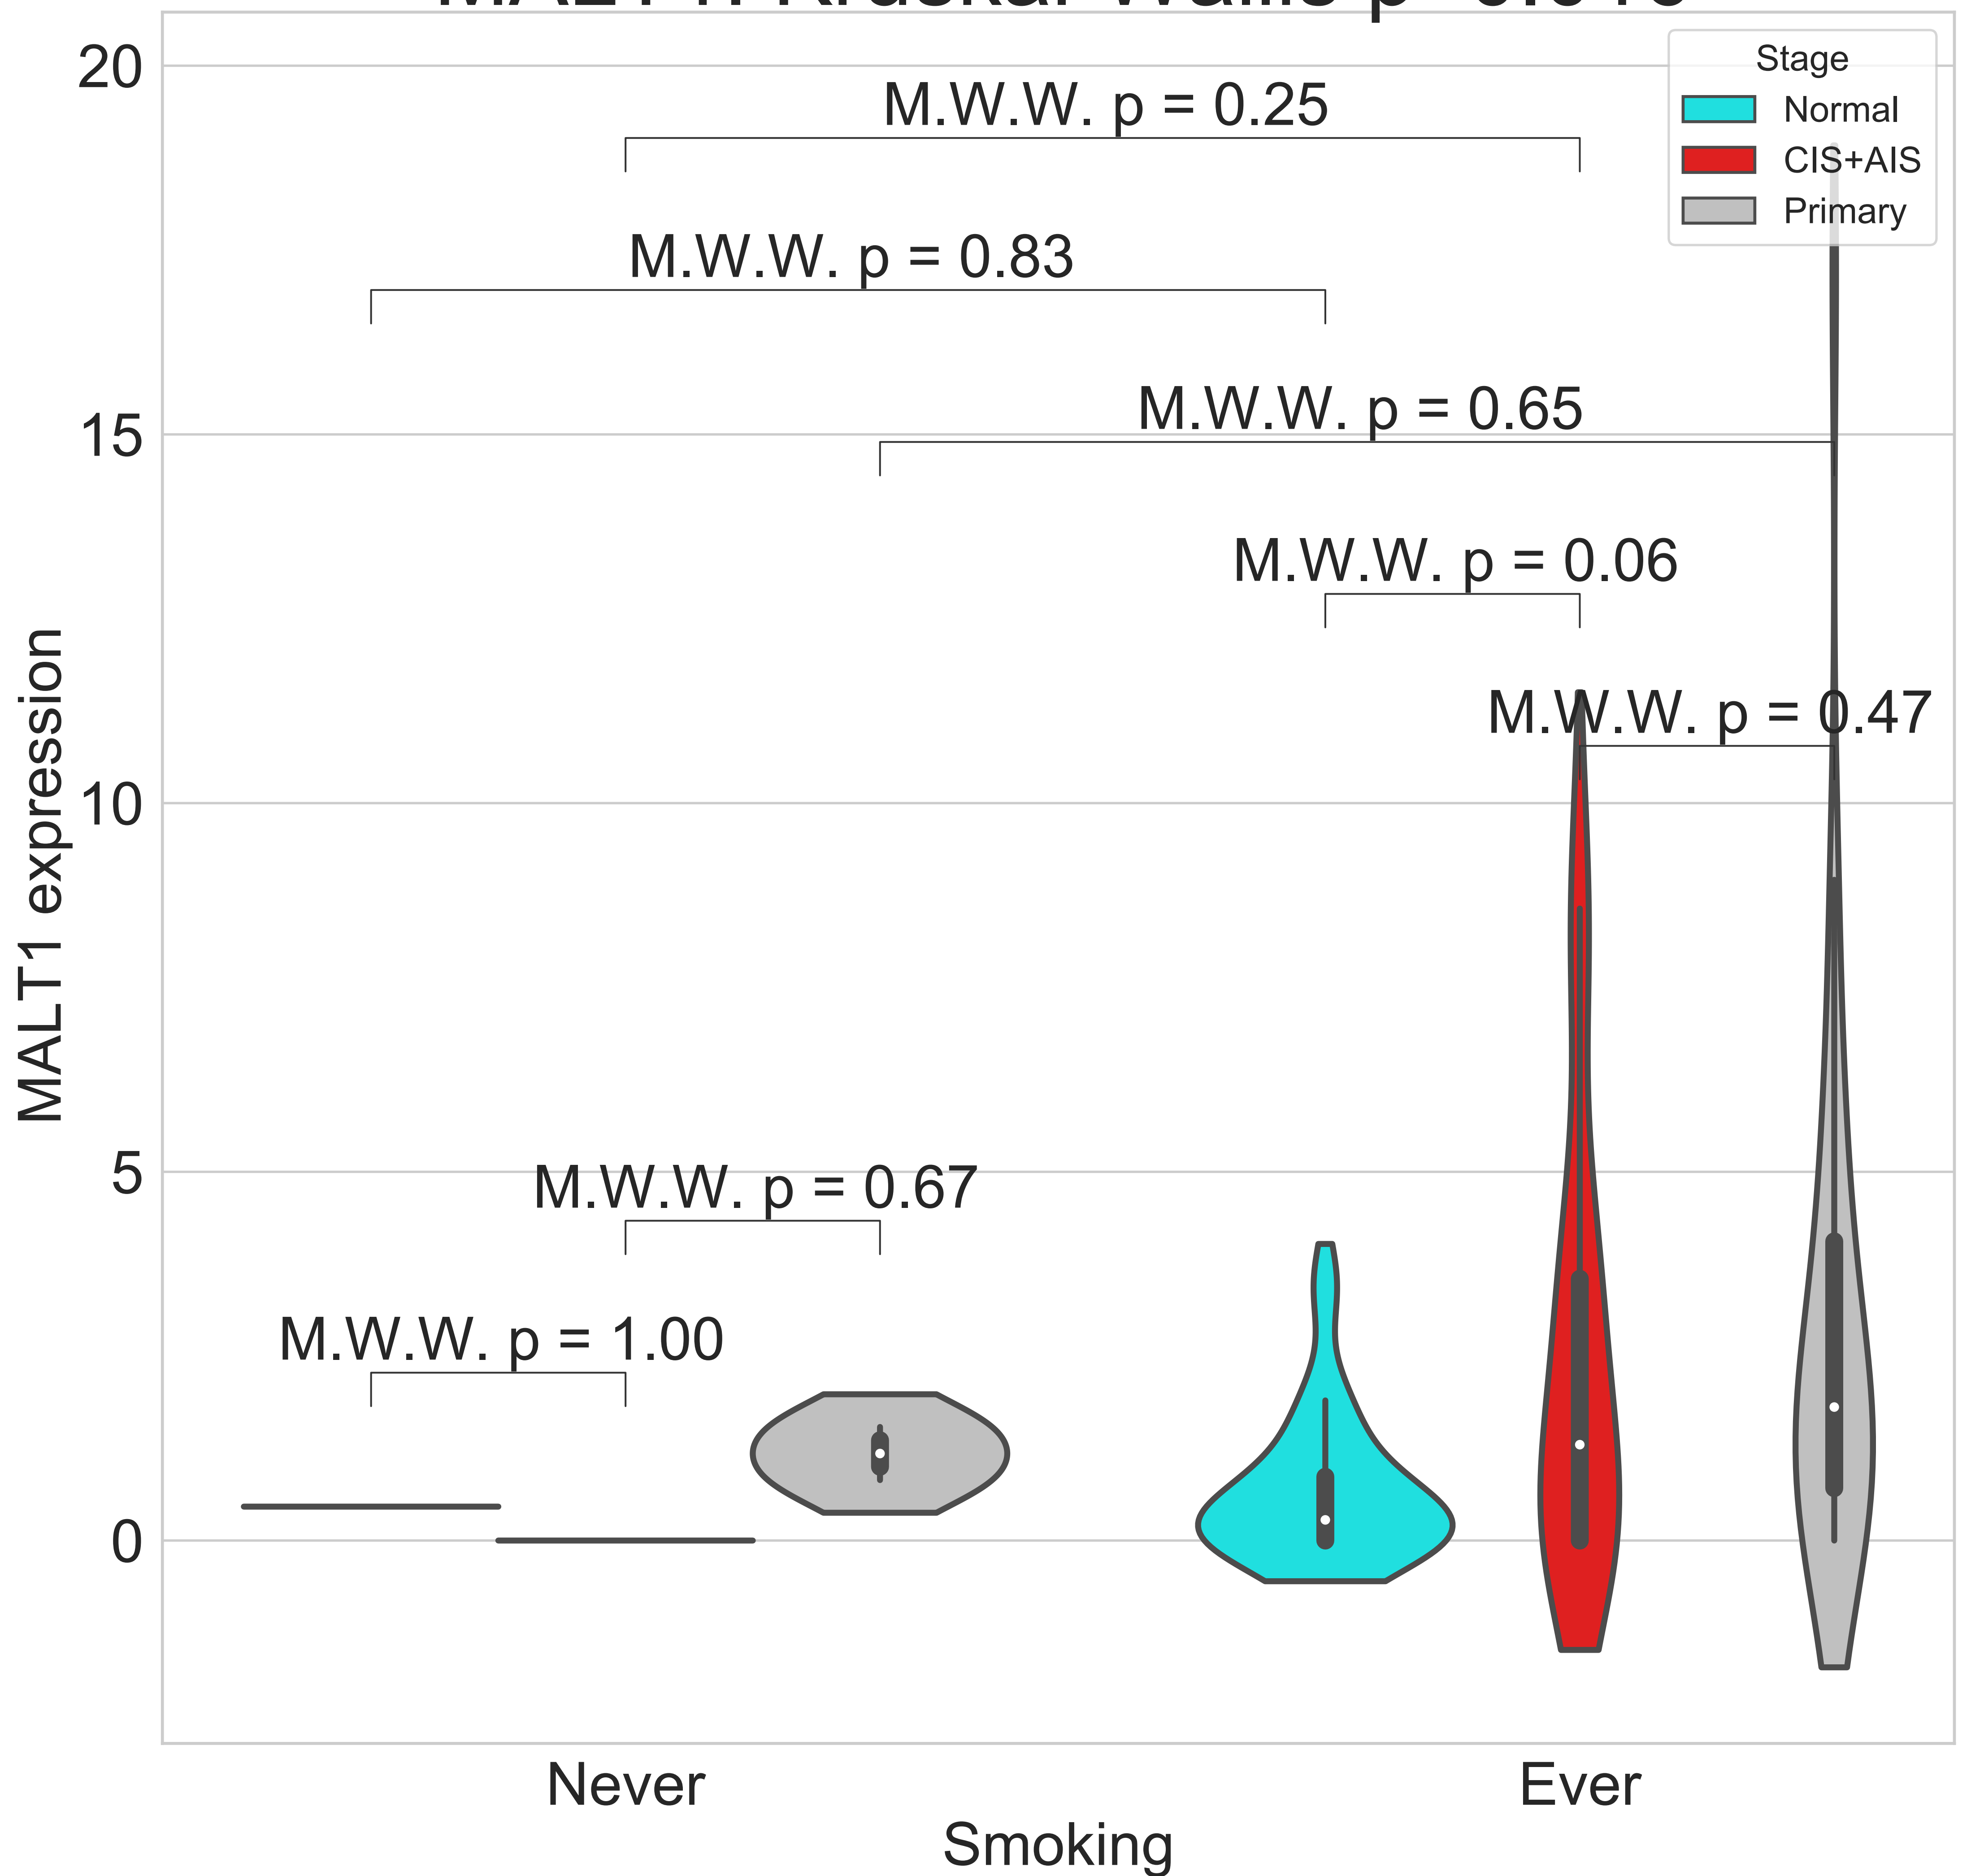 20
15
10
5
0
MALT1 expression
Stage
Normal
CIS+AIS
Primary
M.W.W. p = 0.25
M.W.W. p = 0.83
M.W.W. p = 0.65
M.W.W. p = 0.06
M.W.W. p = 0.47
M.W.W. p = 0.67
M.W.W. p = 1.00
Never
Ever
Smoking